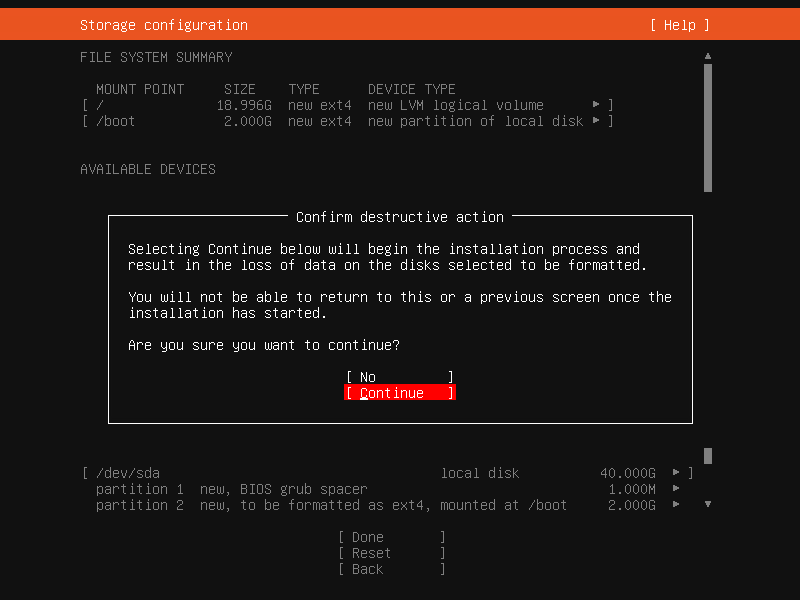 Storage configuration [ Help ]
FILE SYSTEM SUMMARY
MOUNT POINT SIZE TYPE DEVICE TYPE
[ / 18.996G new ext4 new LVM logical volume ▸ ]
[ /boot 2.000G new ext4 new partition of local disk ▸ ]
AVAILABLE DEVICES
Confirm destructive action
Selecting Continue below will begin the installation process and
result in the loss of data on the disks selected to be formatted.
You will not be able to return to this or a previous screen once the
installation has started.
Are you sure you want to continue?
[ No ]
[ Continue ]
[ /dev/sda local disk 40.000G ▸ ]
partition 1 new, BIOS grub spacer 1.000M ▸
partition 2 new, to be formatted as ext4, mounted at /boot 2.000G ▸
[ Done ]
[ Reset ]
[ Back ]